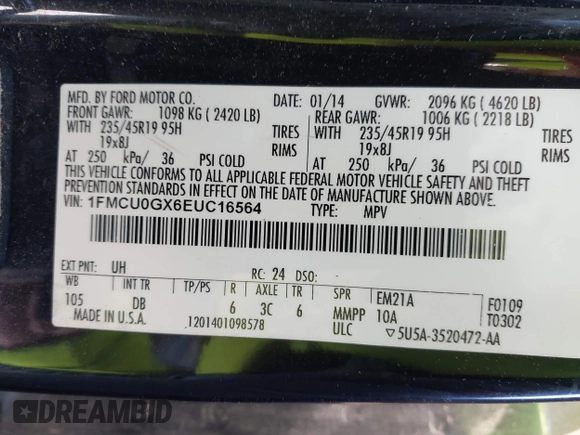 MFD. BY FORD MOTOR CO.
DATE: 01/14 GVWR: 2096 KG ( 4620 LB)
FRONT GAWR: 1098 KG ( 2420 LB) REAR GAWR: 1006 KG ( 2218 LB)
WITH 235/45R19 95H TIRES WITH 235/45R19 95H TIRES
19x8J RIMS 19x8J RIMS
AT 250 kPa/ 36 PSI COLD AT 250 kPa/ 36 PSI COLD
THIS VEHICLE CONFORMS TO ALL APPLICABLE FEDERAL MOTOR VEHICLE SAFETY AND THEFT
PREVENTION STANDARDS IN EFFECT ON THE DATE OF MANUFACTURE SHOWN ABOVE.
VIN: 1FMCU0GX6EUC16564 TYPE: MPV
EXT PNT: UH RC: 24 DSO:
WB INT TR TP/PS R AXLE TR SPR EM21A F0109
105 DB 6 3C 6 MMPP 10A T0302
MADE IN U.S.A. 1201401098578 ULC ▽5U5A-3520472-AA
DREAMBID